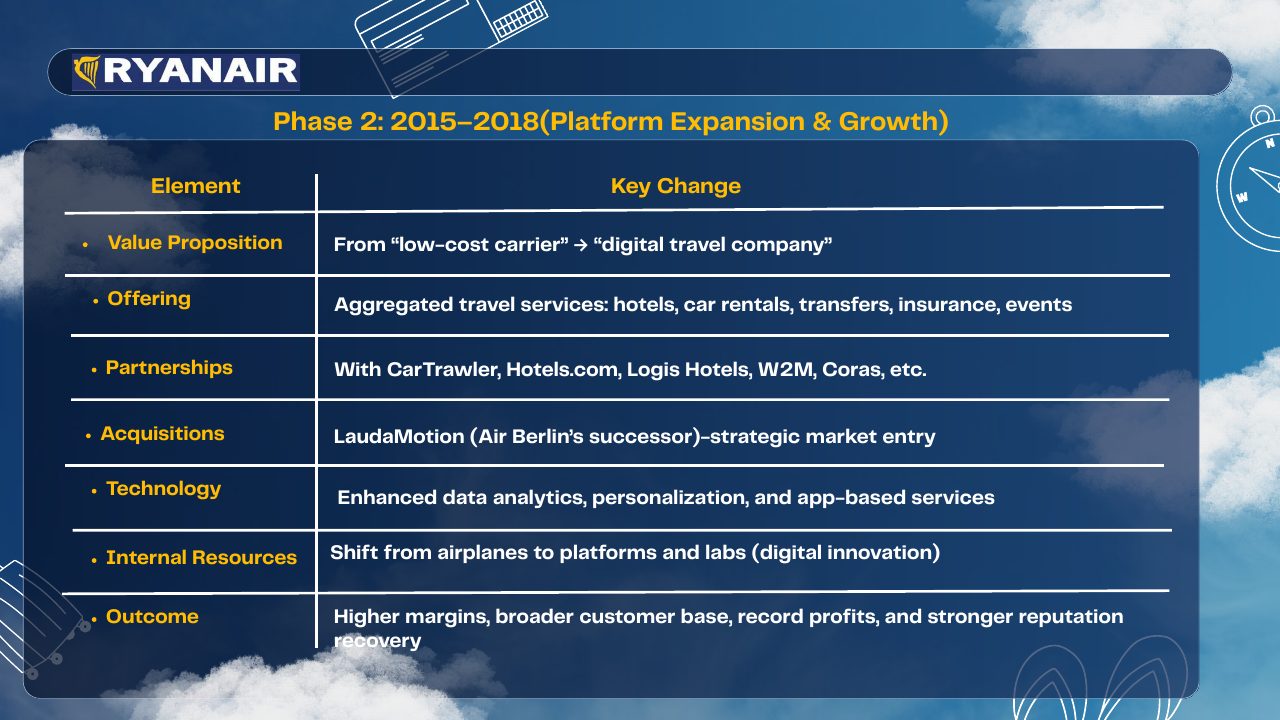 RYANAIR
Phase 2: 2015–2018(Platform Expansion & Growth)
Element
Key Change
• Value Proposition
From “low-cost carrier” → “digital travel company”
• Offering
Aggregated travel services: hotels, car rentals, transfers, insurance, events
• Partnerships
With CarTrawler, Hotels.com, Logis Hotels, W2M, Coras, etc.
• Acquisitions
LaudaMotion (Air Berlin’s successor)–strategic market entry
• Technology
Enhanced data analytics, personalization, and app-based services
• Internal Resources
Shift from airplanes to platforms and labs (digital innovation)
• Outcome
Higher margins, broader customer base, record profits, and stronger reputation
recovery
N
W